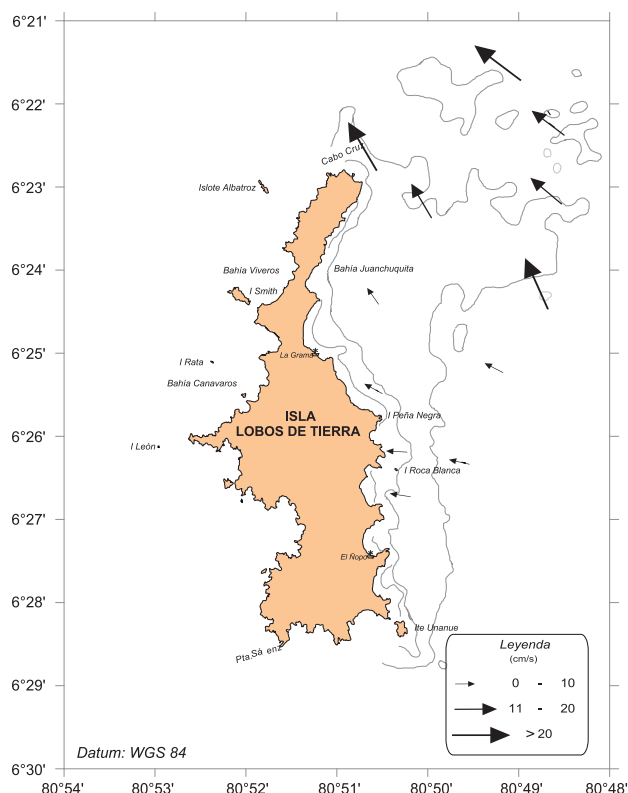 6°21'
6°22'
Cabo Cruz
6°23'
Islote Albatroz
6°24'
Bahía Viveros
Bahía Juanchuquita
I Smith
6°25'
La Grama
I Rata
Bahía Canavaros
ISLA
LOBOS DE TIERRA
I Peña Negra
6°26'
I León
I Roca Blanca
6°27'
El Ñopo
6°28'
Ite Unanue
Pta.Sá enz
6°29'
Leyenda
(cm/s)
0 - 10
11 - 20
> 20
Datum: WGS 84
6°30'
80°54' 80°53' 80°52' 80°51' 80°50' 80°49' 80°48'